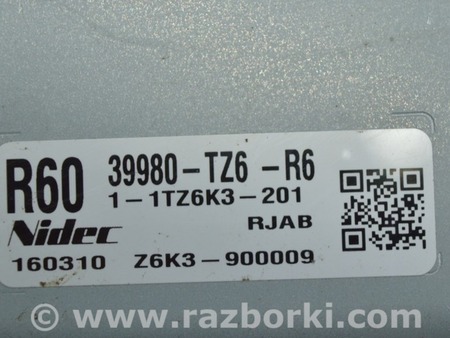 R60 39980-TZ6 -R6
1-1TZ6K3-201
Nidec RJAB
160310 Z6K3-900009
© www.razborki.com